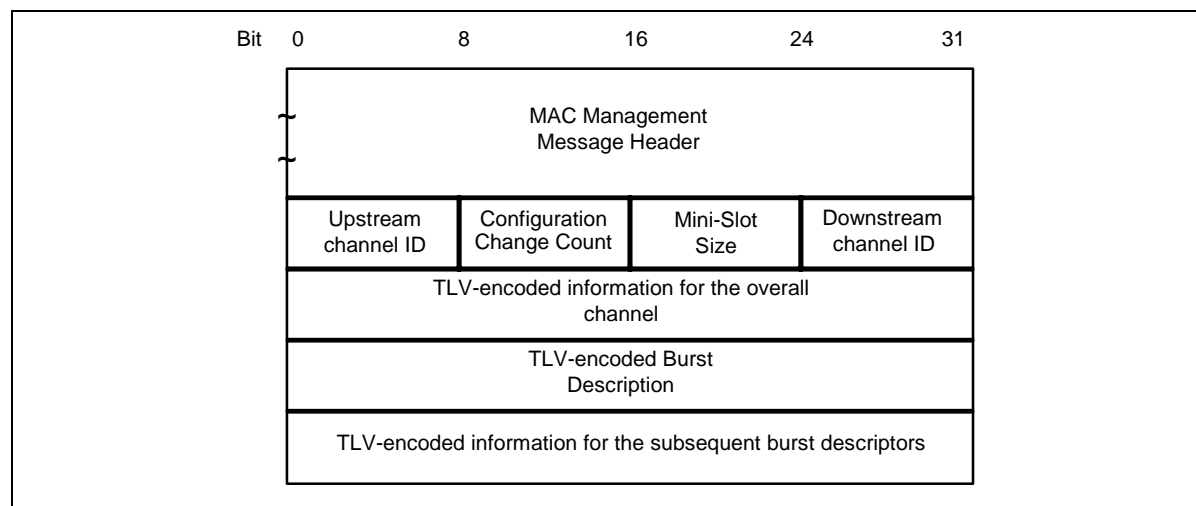 Bit 0 8 16 24 31
MAC Management
Message Header
Upstream
channel ID
Configuration
Change Count
Mini-Slot
Size
Downstream
channel ID
TLV-encoded information for the overall
channel
TLV-encoded Burst
Description
TLV-encoded information for the subsequent burst descriptors